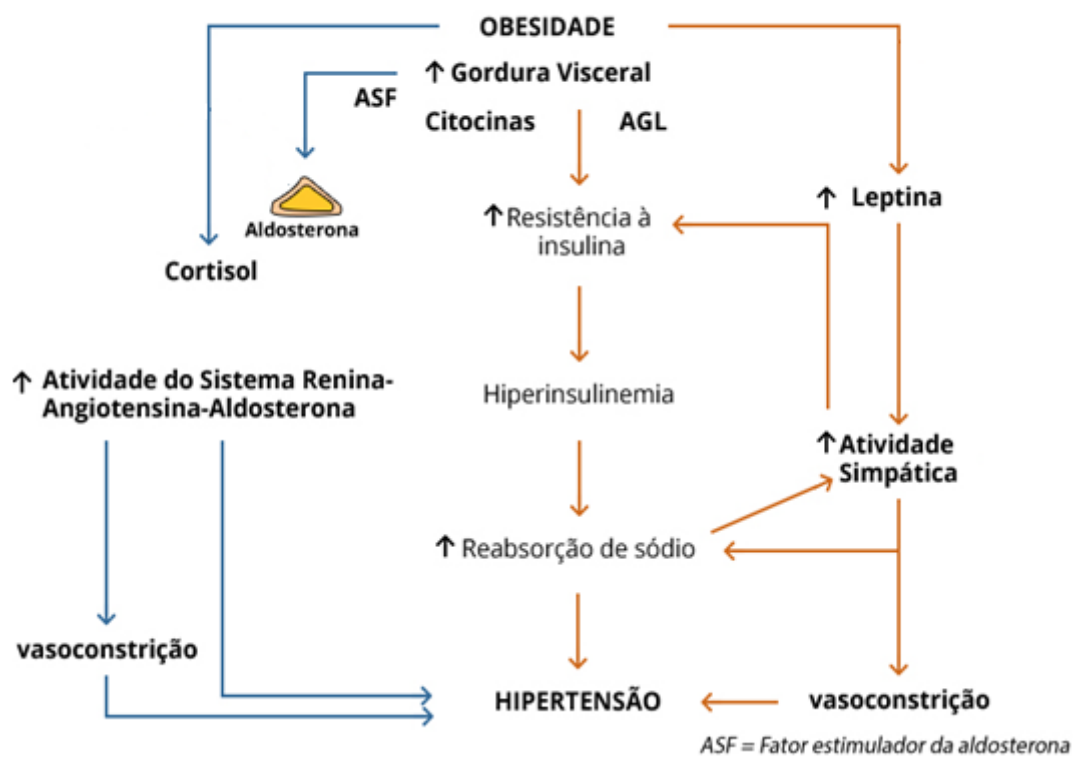 OBESIDADE
↑ Gordura Visceral
ASF
Citocinas
AGL
↑ Leptina
Aldosterona
↑ Resistência à
insulina
Cortisol
↑ Atividade do Sistema Renina-
Angiotensina-Aldosterona
Hiperinsulinemia
↑ Atividade
Simpática
↑ Reabsorção de sódio
vasoconstrição
HIPERTENSÃO
vasoconstrição
ASF = Fator estimulador da aldosterona